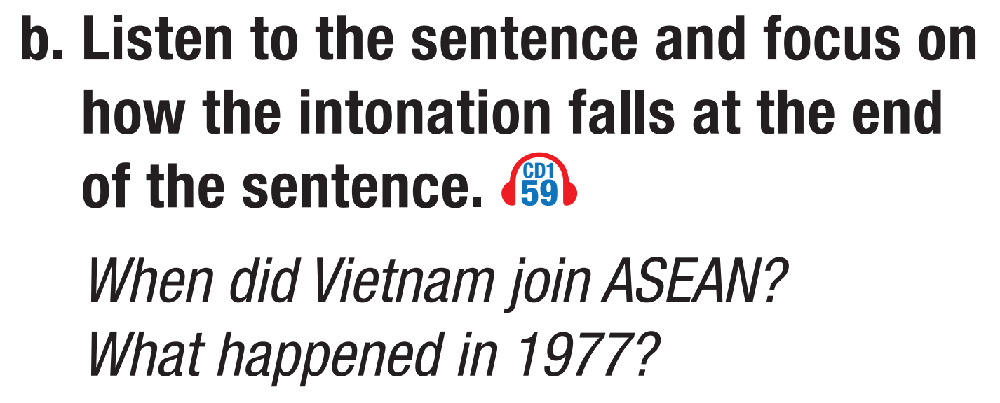 b. Listen to the sentence and focus on
how the intonation falls at the end
of the sentence. CD1 59
When did Vietnam join ASEAN?
What happened in 1977?